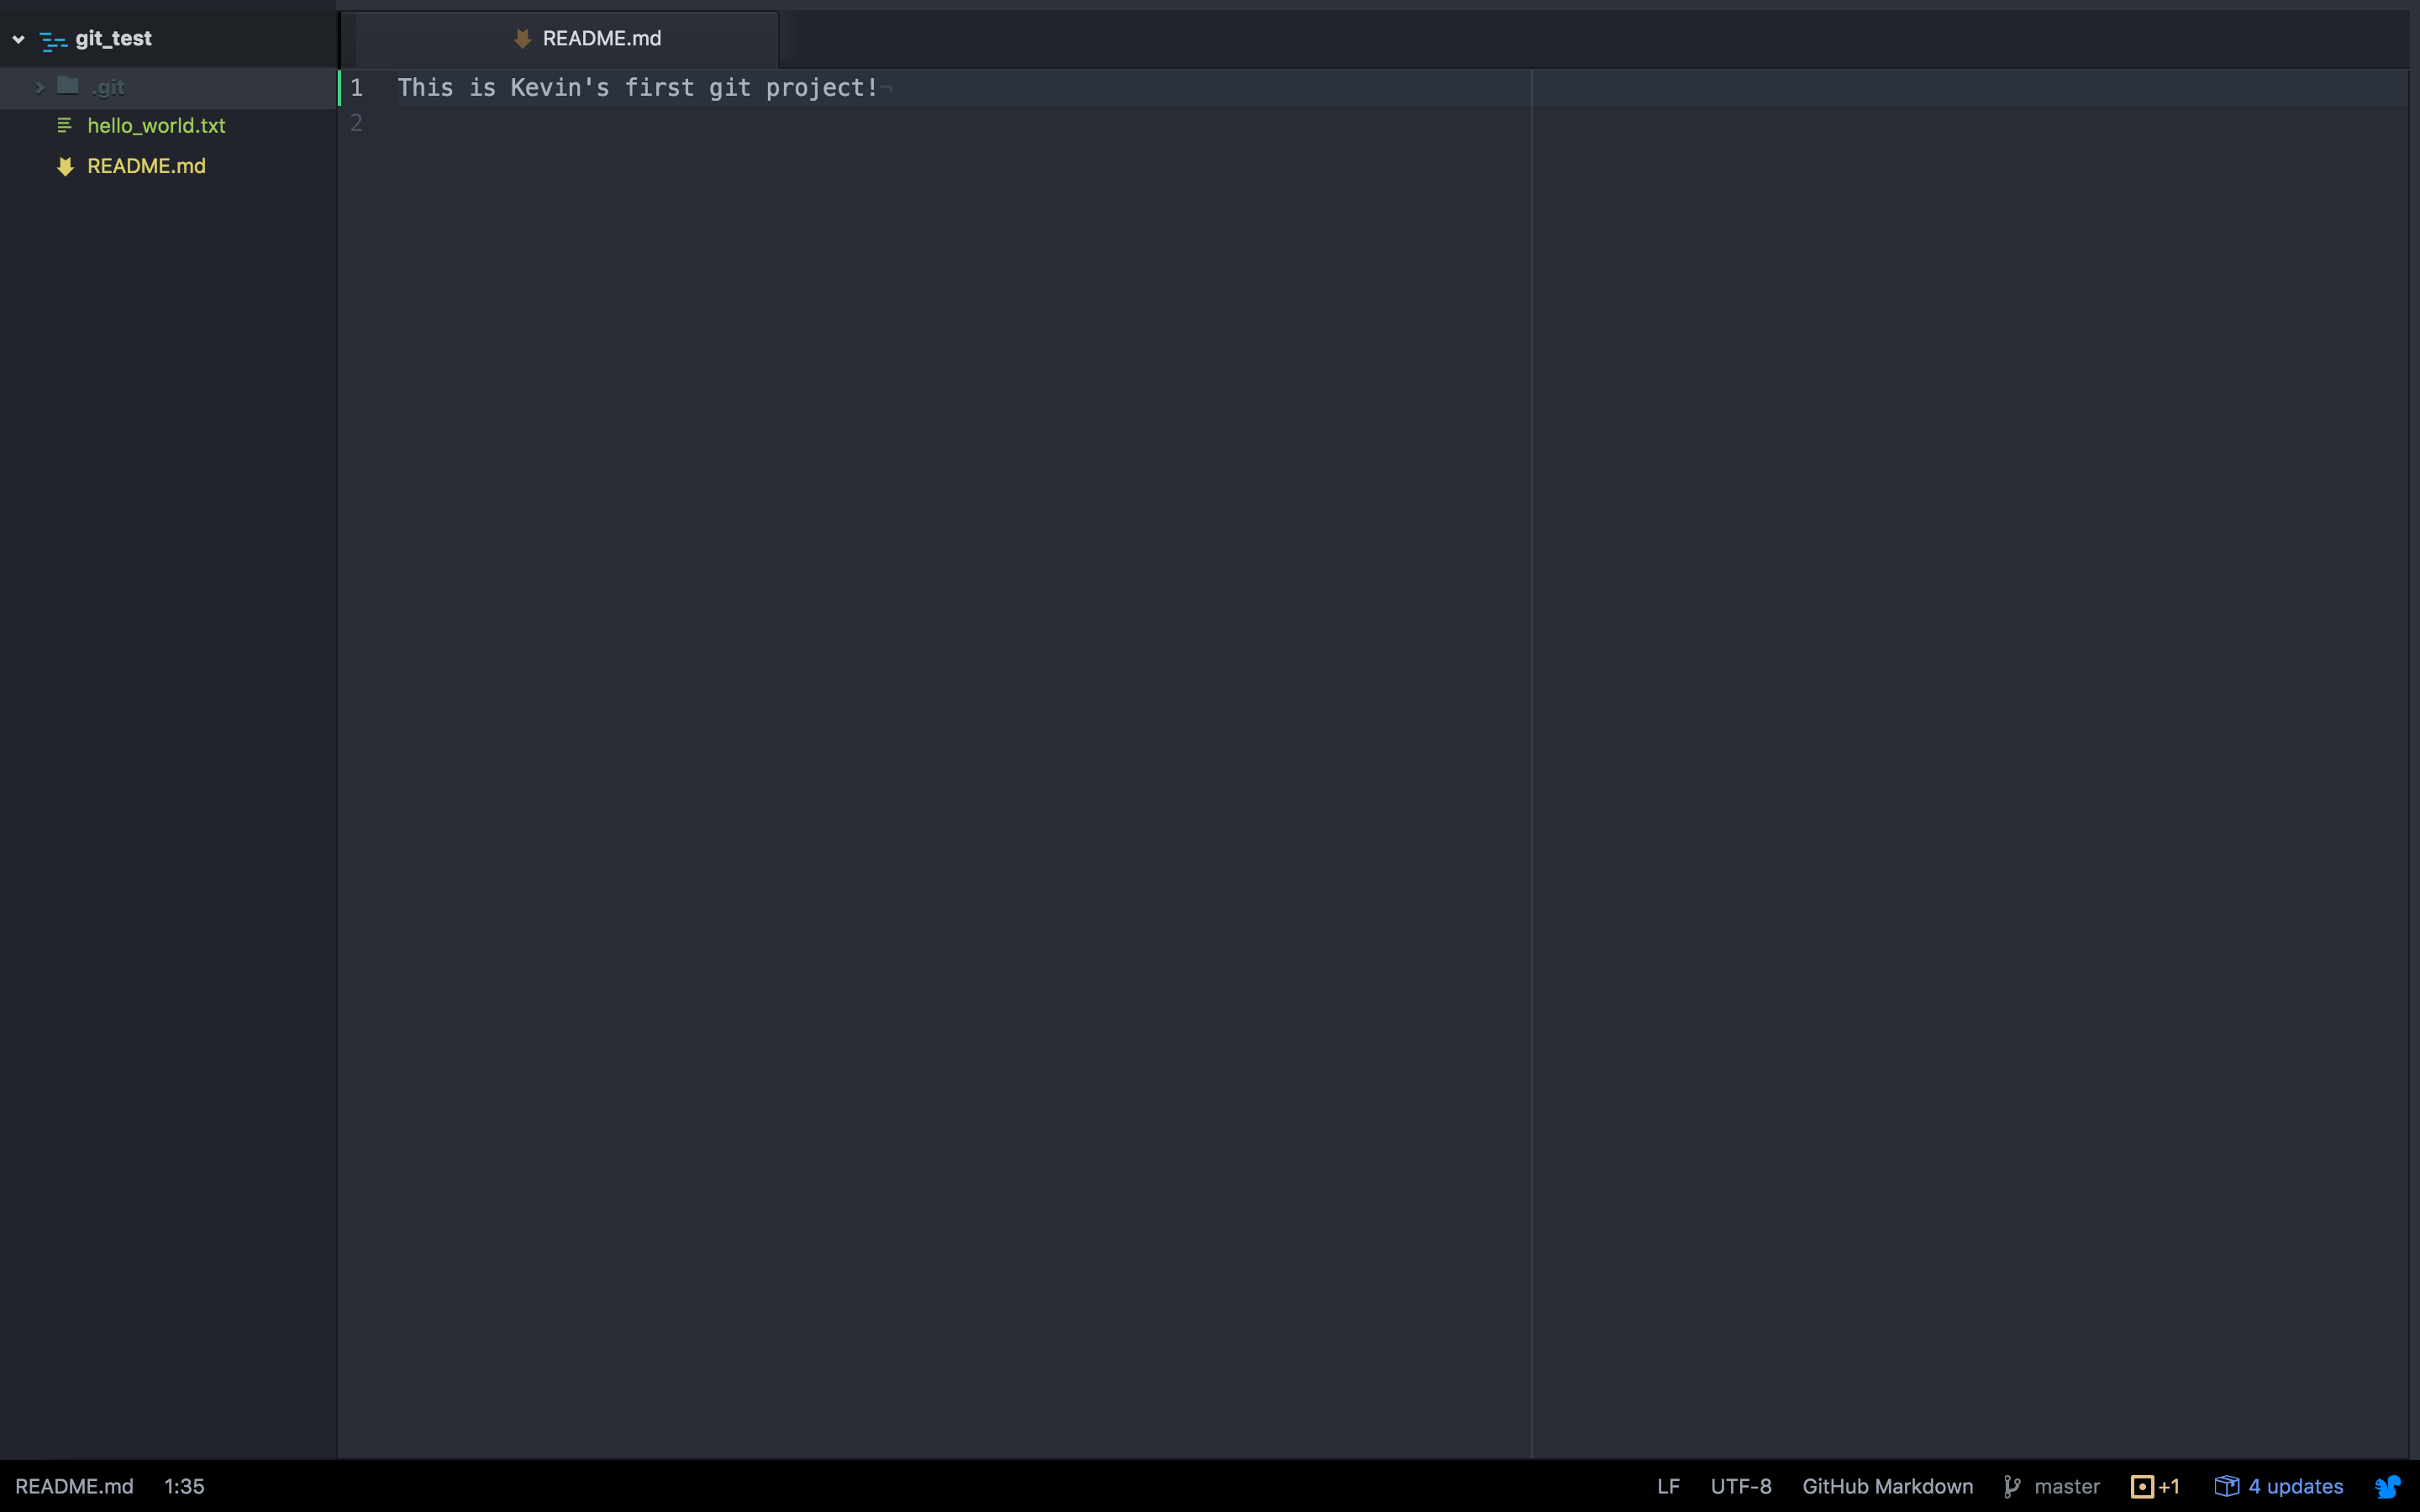 git_test
README.md
.git
1 This is Kevin's first git project!¬
hello_world.txt
2
README.md
README.md 1:35 LF UTF-8 GitHub Markdown master +1 4 updates